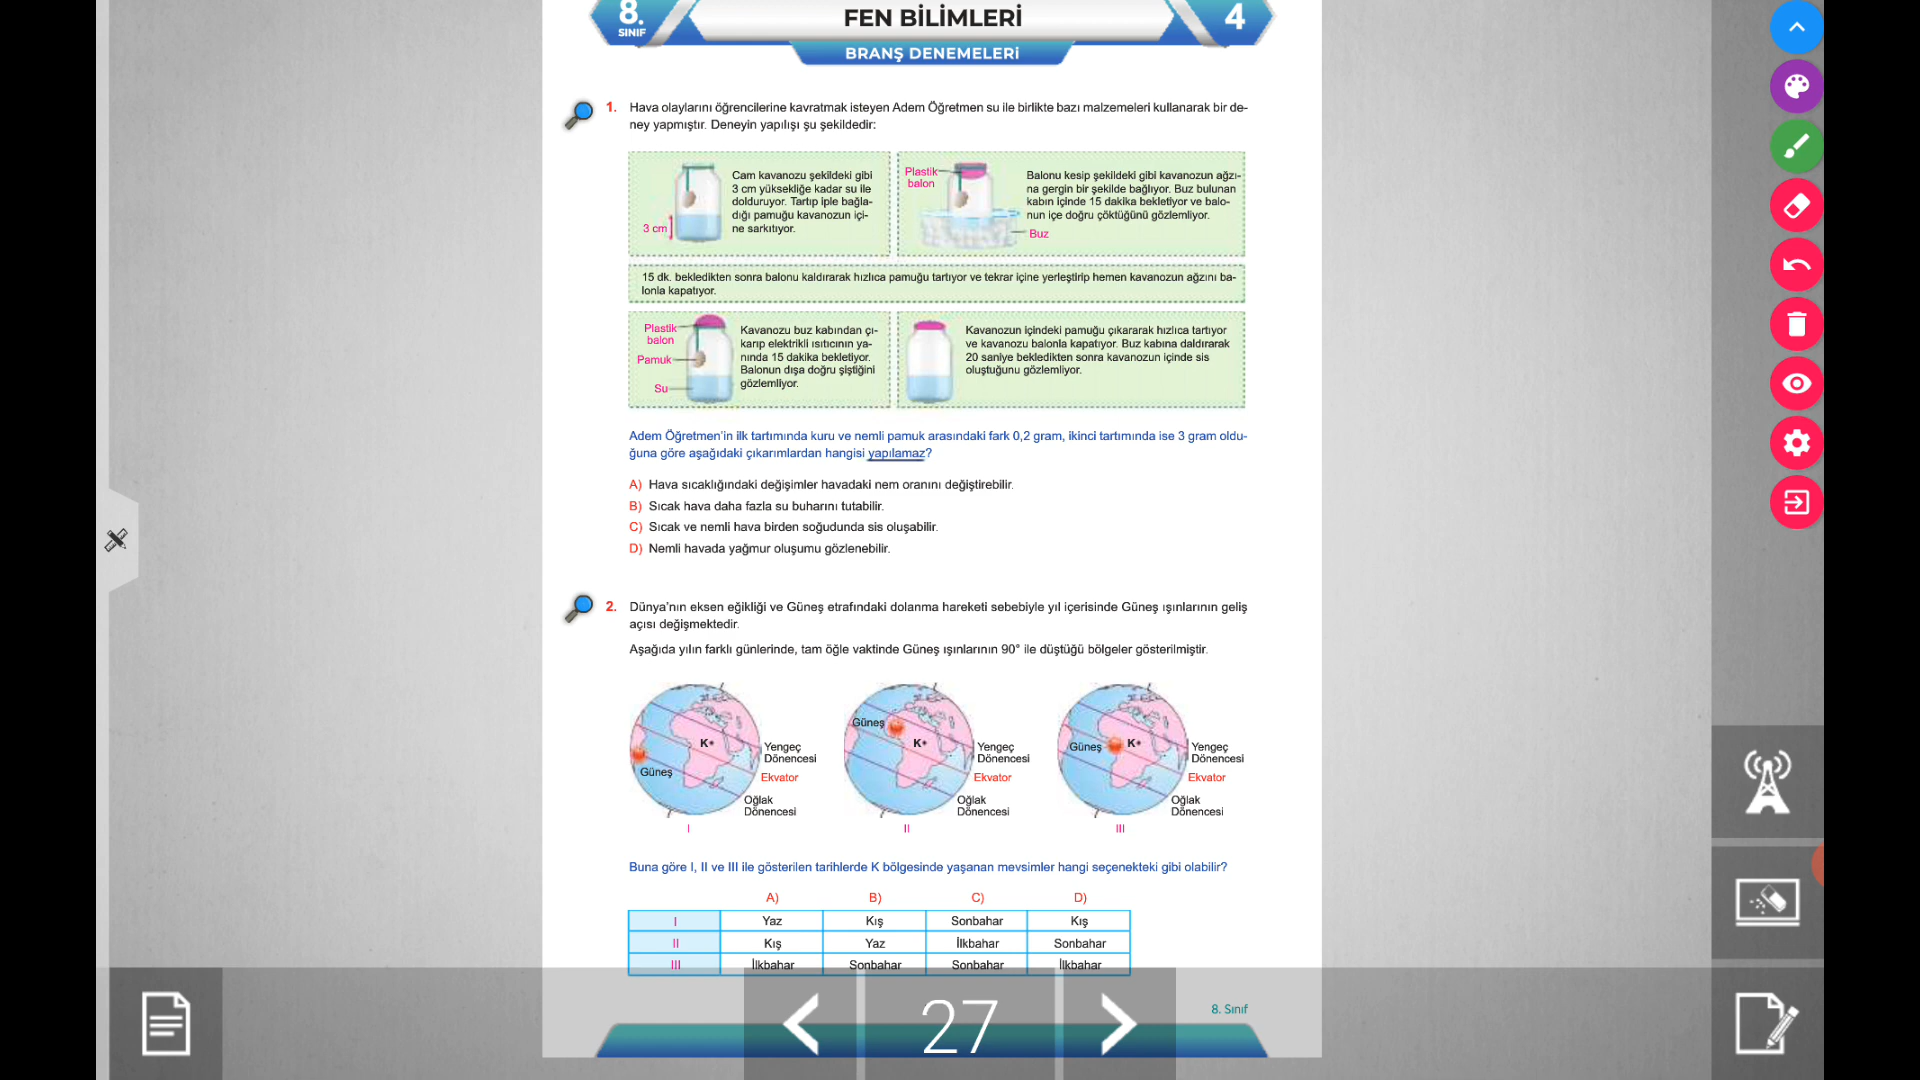 8.
SINIF
FEN BİLİMLERİ
4
BRANŞ DENEMELERİ
1. Hava olaylarını öğrencilerine kavratmak isteyen Adem Öğretmen su ile birlikte bazı malzemeleri kullanarak bir de-
ney yapmıştır. Deneyin yapılışı şu şekildedir:
3 cm
Cam kavanozu şekildeki gibi
3 cm yüksekliğe kadar su ile
dolduruyor. Tartıp iple bağla-
dığı pamuğu kavanozun içi-
ne sarkıtıyor.
Plastik
balon
Buz
Balonu kesip şekildeki gibi kavanozun ağzı-
na gergin bir şekilde bağlıyor. Buz bulunan
kabın içinde 15 dakika bekletiyor ve balo-
nun içe doğru çöktüğünü gözlemliyor.
15 dk. bekledikten sonra balonu kaldırarak hızlıca pamuğu tartıyor ve tekrar içine yerleştirip hemen kavanozun ağzını ba-
lonla kapatıyor.
Plastik
balon
Pamuk
Su
Kavanozu buz kabından çı-
karıp elektrikli ısıtıcının ya-
nında 15 dakika bekletiyor.
Balonun dışa doğru şiştiğini
gözlemliyor.
Kavanozun içindeki pamuğu çıkararak hızlıca tartıyor
ve kavanozu balonla kapatıyor. Buz kabına daldırarak
20 saniye bekledikten sonra kavanozun içinde sis
oluştuğunu gözlemliyor.
Adem Öğretmen'in ilk tartımında kuru ve nemli pamuk arasındaki fark 0,2 gram, ikinci tartımında ise 3 gram oldu-
ğuna göre aşağıdaki çıkarımlardan hangisi yapılamaz?
A) Hava sıcaklığındaki değişimler havadaki nem oranını değiştirebilir.
B) Sıcak hava daha fazla su buharını tutabilir.
C) Sıcak ve nemli hava birden soğudunda sis oluşabilir.
D) Nemli havada yağmur oluşumu gözlenebilir.
2. Dünya'nın eksen eğikliği ve Güneş etrafındaki dolanma hareketi sebebiyle yıl içerisinde Güneş ışınlarının geliş
açısı değişmektedir.
Aşağıda yılın farklı günlerinde, tam öğle vaktinde Güneş ışınlarının 90° ile düştüğü bölgeler gösterilmiştir.
K
Güneş
Yengeç
Dönencesi
Ekvator
Oğlak
Dönencesi
I
Güneş
K
Yengeç
Dönencesi
Ekvator
Oğlak
Dönencesi
II
Güneş
K
Yengeç
Dönencesi
Ekvator
Oğlak
Dönencesi
III
Buna göre I, II ve III ile gösterilen tarihlerde K bölgesinde yaşanan mevsimler hangi seçenekteki gibi olabilir?
A) B) C) D)
I Yaz Kış Sonbahar Kış
II Kış Yaz İlkbahar Sonbahar
III İlkbahar Sonbahar Sonbahar İlkbahar
8. Sınıf
27